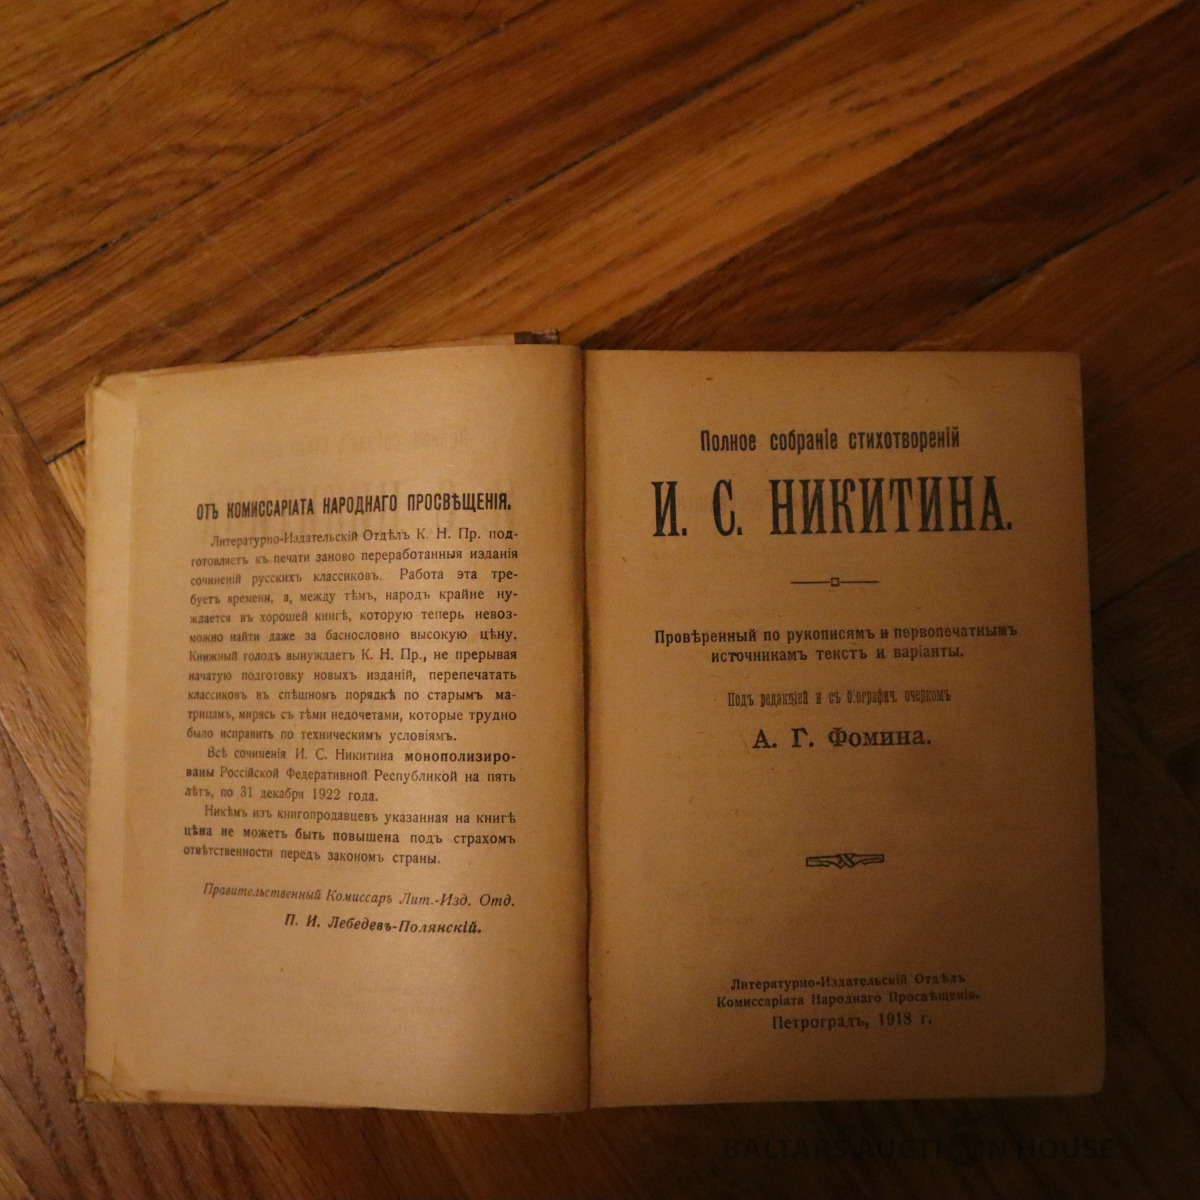 ОТЪ КОМИССАРІАТА НАРОДНАГО ПРОСВѢЩЕНІЯ.
Литературно-Издательскій Отдѣлъ К. Н. Пр. под-
готовляетъ къ печати заново переработанныя изданія
сочиненій русскихъ классиковъ. Работа эта тре-
буетъ времени, а, между тѣмъ, народъ крайне ну-
ждается въ хорошей книгѣ, которую теперь невоз-
можно найти даже за баснословно высокую цѣну.
Книжный голодъ вынуждаетъ К. Н. Пр., не прерывая
начатую подготовку новыхъ изданій, перепечатать
классиковъ въ спѣшномъ порядкѣ по старымъ ма-
трицамъ, мирясь съ тѣми недочетами, которые трудно
было исправить по техническимъ условіямъ.
Всѣ сочиненія И. С. Никитина монополизиро-
ваны Россійской Федеративной Республикой на пять
лѣтъ, по 31 декабря 1922 года.
Никѣмъ изъ книгопродавцевъ указанная на книгѣ
цѣна не можетъ быть повышена подъ страхомъ
отвѣтственности передъ закономъ страны.
Правительственный Комиссаръ Лит.-Изд. Отд.
П. И. Лебедевъ-Полянскій.
Полное собраніе стихотвореній
И. С. НИКИТИНА.
Провѣренный по рукописямъ и первопечатнымъ
источникамъ текстъ и варіанты.
Подъ редакціей и съ біографич. очеркомъ
А. Г. Фомина.
Литературно-Издательскій Отдѣлъ
Комиссаріата Народнаго Просвѣщенія.
Петроградъ, 1918 г.
BALTARS AUCTION HOUSE